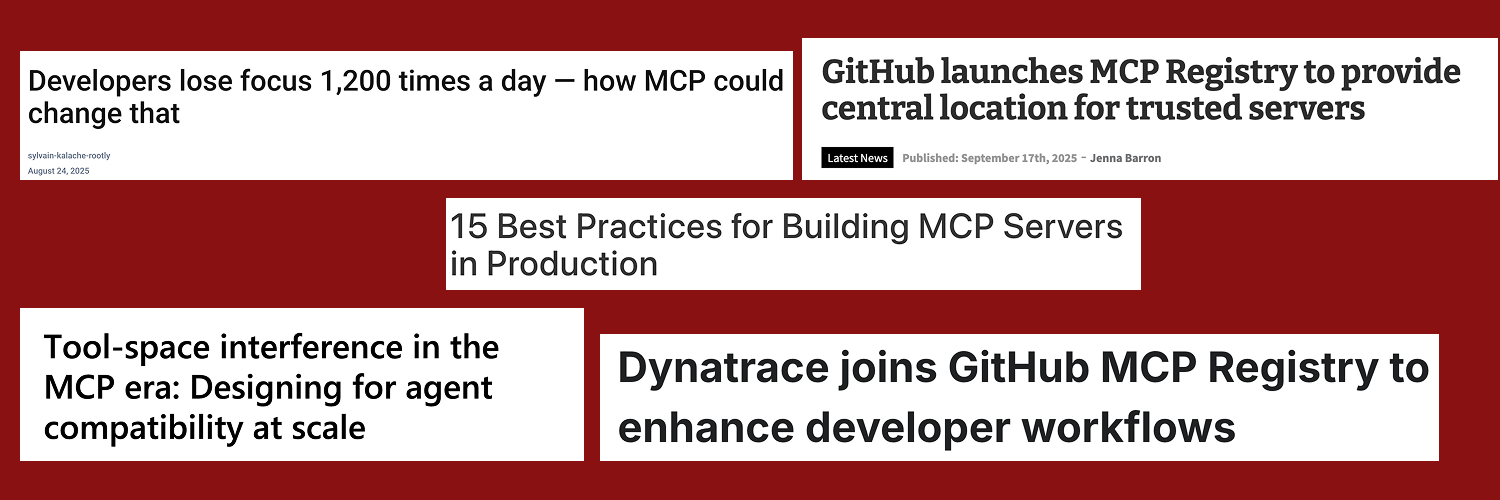 Developers lose focus 1,200 times a day — how MCP could
change that
sylvain-kalache-rootly
August 24, 2025
GitHub launches MCP Registry to provide
central location for trusted servers
Latest News Published: September 17th, 2025 - Jenna Barron
15 Best Practices for Building MCP Servers
in Production
Tool-space interference in the
MCP era: Designing for agent
compatibility at scale
Dynatrace joins GitHub MCP Registry to
enhance developer workflows